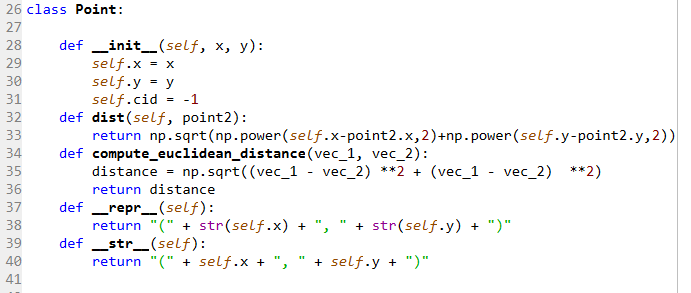 26 class Point:
27
28     def __init__(self, x, y):
29         self.x = x
30         self.y = y
31         self.cid = -1
32     def dist(self, point2):
33         return np.sqrt(np.power(self.x-point2.x,2)+np.power(self.y-point2.y,2))
34     def compute_euclidean_distance(vec_1, vec_2):
35         distance = np.sqrt((vec_1 - vec_2) **2 + (vec_1 - vec_2)  **2)
36         return distance
37     def __repr__(self):
38         return "(" + str(self.x) + ", " + str(self.y) + ")"
39     def __str__(self):
40         return "(" + self.x + ", " + self.y + ")"
41